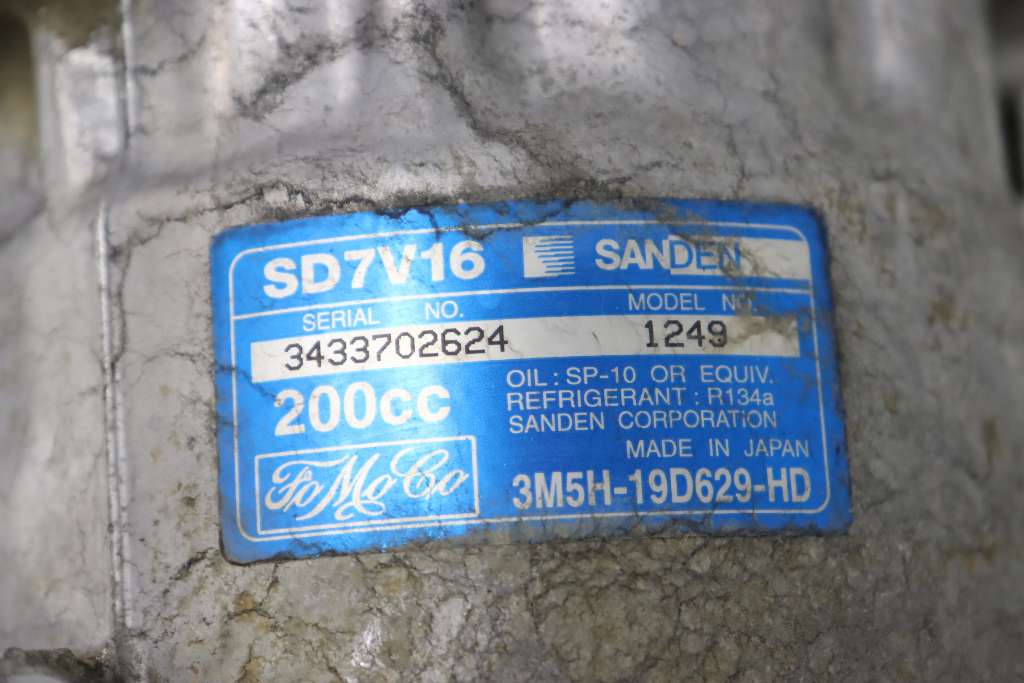 SD7V16 SANDEN
SERIAL NO. MODEL NO.
3433702624 1249
200cc
OIL: SP-10 OR EQUIV.
REFRIGERANT: R134a
SANDEN CORPORATION
MADE IN JAPAN
FoMoCo
3M5H-19D629-HD